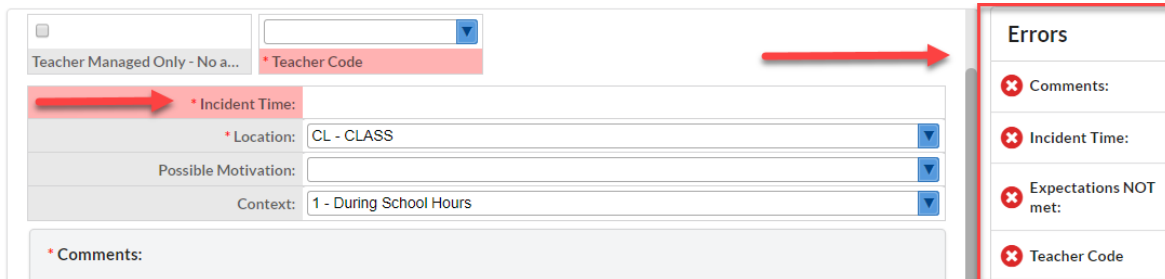 Teacher Managed Only - No a...
* Teacher Code
* Incident Time:
* Location: CL - CLASS
Possible Motivation:
Context: 1 - During School Hours
* Comments:
Errors
Comments:
Incident Time:
Expectations NOT
met:
Teacher Code